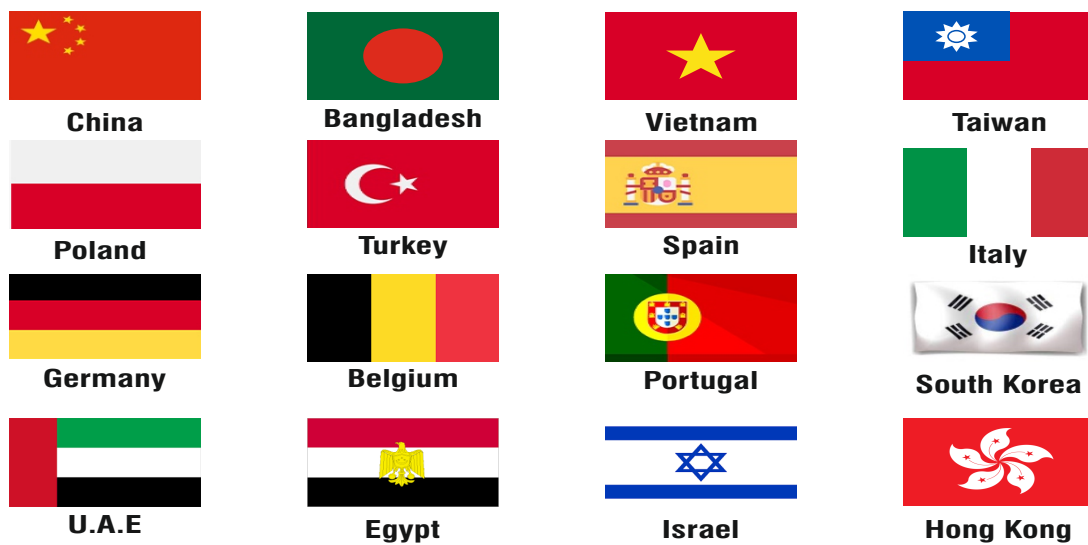 China
Bangladesh
Vietnam
Taiwan
Poland
Turkey
Spain
Italy
Germany
Belgium
Portugal
South Korea
U.A.E
Egypt
Israel
Hong Kong